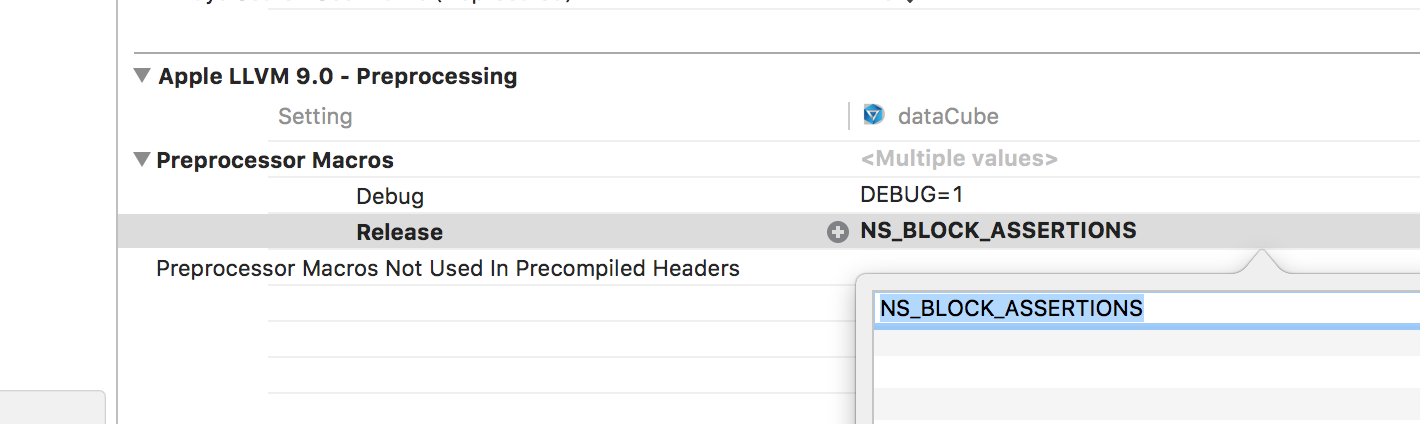 Apple LLVM 9.0 - Preprocessing
Setting dataCube
Preprocessor Macros <Multiple values>
Debug DEBUG=1
Release NS_BLOCK_ASSERTIONS
Preprocessor Macros Not Used In Precompiled Headers
NS_BLOCK_ASSERTIONS